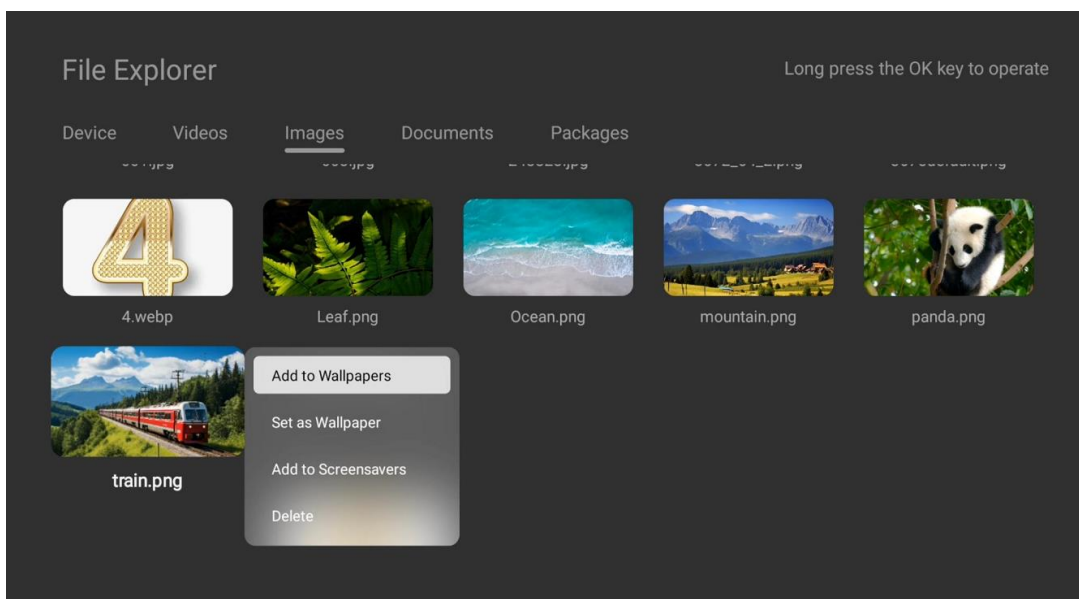 File Explorer
Long press the OK key to operate
Device Videos Images Documents Packages
4
4.webp Leaf.png Ocean.png mountain.png panda.png
Add to Wallpapers
Set as Wallpaper
Add to Screensavers
train.png
Delete